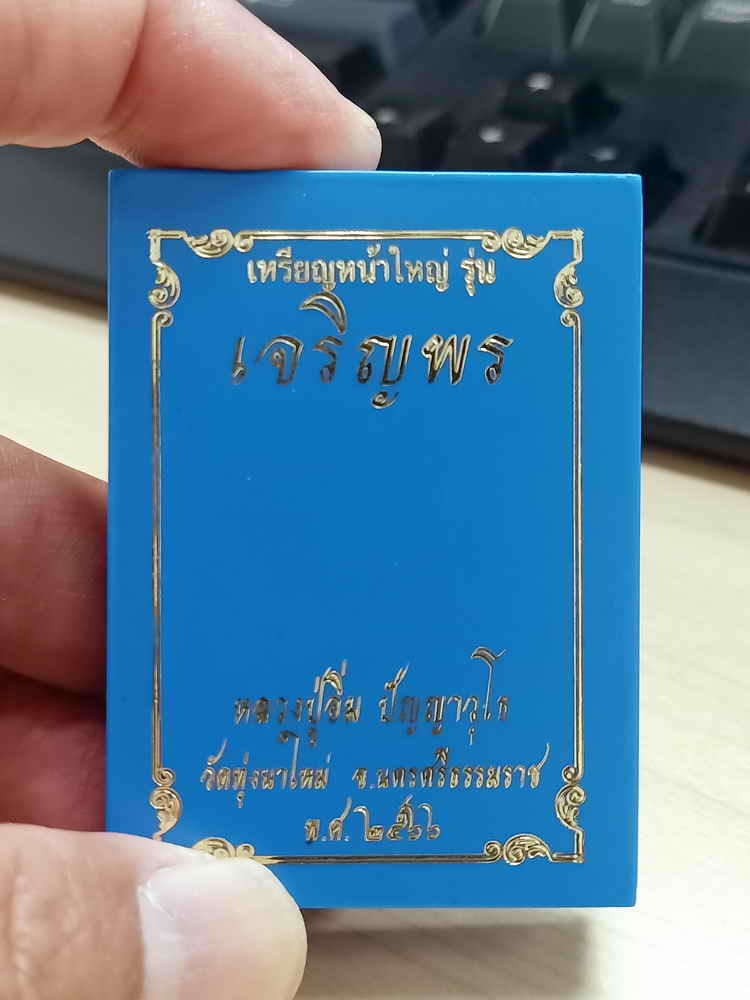 เหรียญหน้าใหญ่ รุ่น
เจริญพร
หลวงปู่อิ่ม ปัญญาวุโธ
วัดทุ่งนาใหม่ จ.นครศรีธรรมราช
พ.ศ.๒๕๖๖